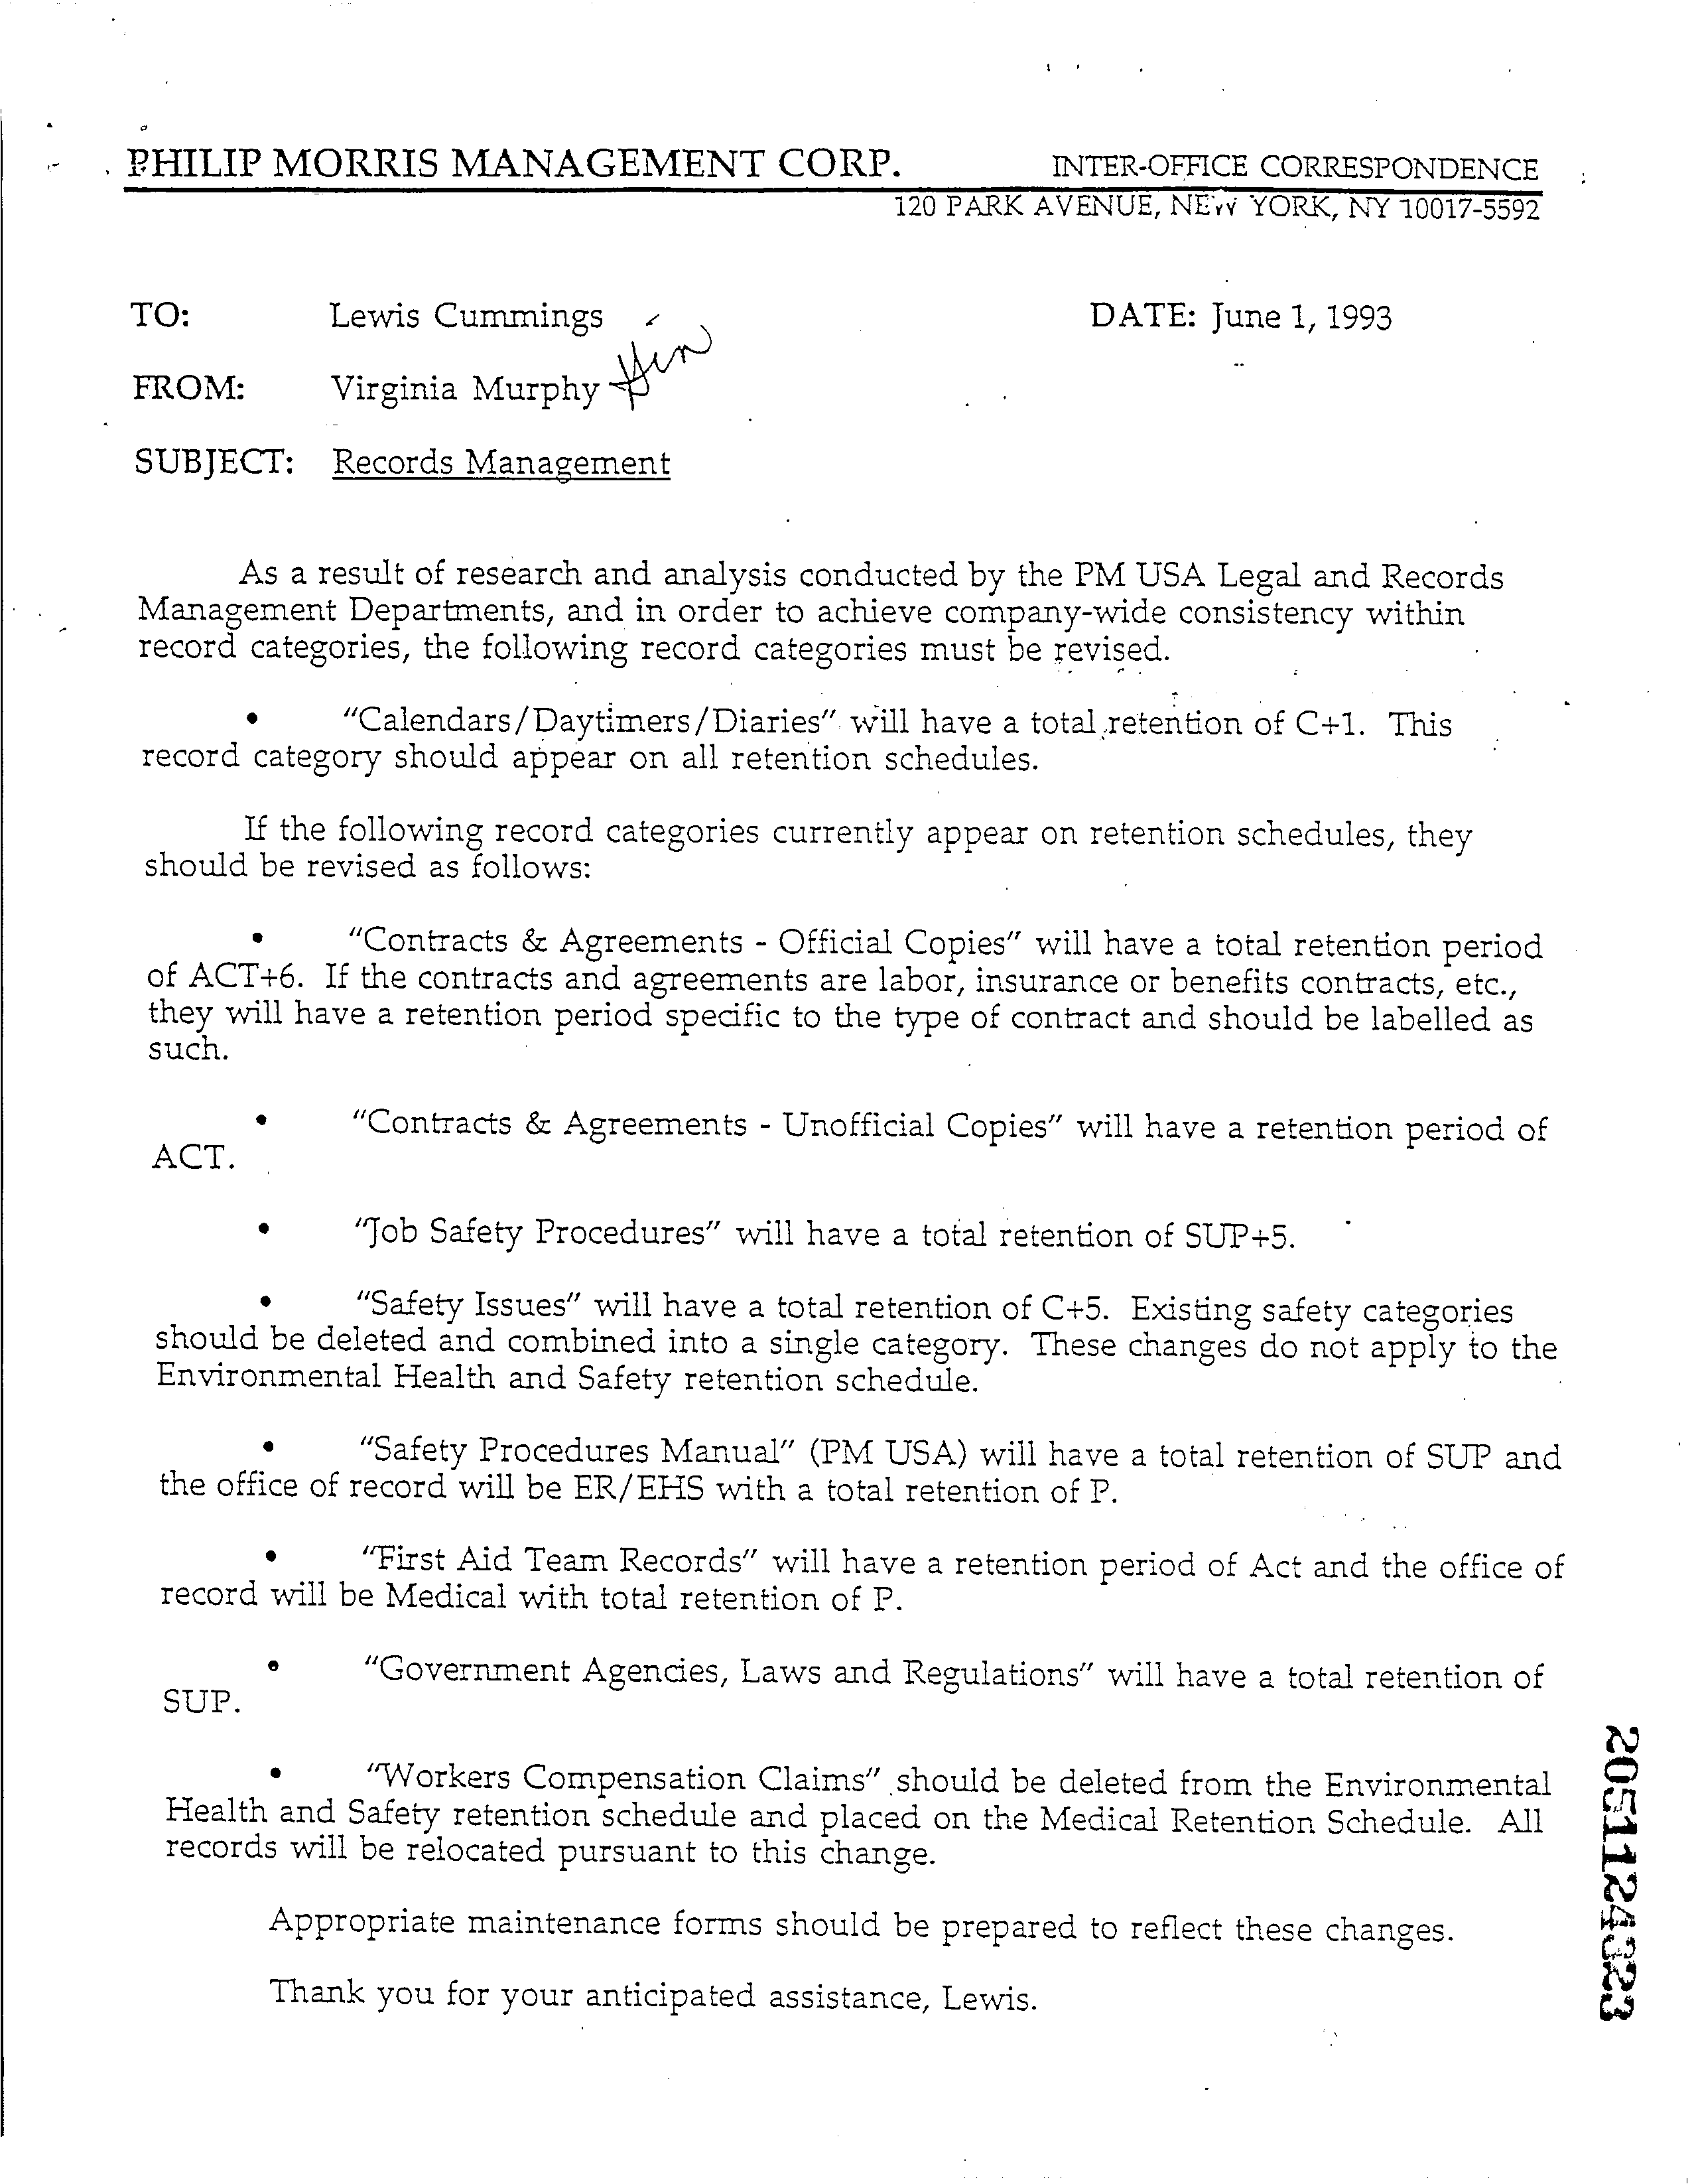 PHILIP MORRIS MANAGEMENT CORP. INTER-OFFICE CORRESPONDENCE
120 PARK AVENUE, NEW YORK, NY 10017-5592
TO: Lewis Cummings DATE: June 1, 1993
FROM: Virginia Murphy
SUBJECT: Records Management
As a result of research and analysis conducted by the PM USA Legal and Records
Management Departments, and in order to achieve company-wide consistency within
record categories, the following record categories must be revised.
• "Calendars/Daytimers/Diaries" will have a total retention of C+1. This
record category should appear on all retention schedules.
If the following record categories currently appear on retention schedules, they
should be revised as follows:
• "Contracts & Agreements - Official Copies" will have a total retention period
of ACT+6. If the contracts and agreements are labor, insurance or benefits contracts, etc.,
they will have a retention period specific to the type of contract and should be labelled as
such.
• "Contracts & Agreements - Unofficial Copies" will have a retention period of
ACT.
• "Job Safety Procedures" will have a total retention of SUP+5.
• "Safety Issues" will have a total retention of C+5. Existing safety categories
should be deleted and combined into a single category. These changes do not apply to the
Environmental Health and Safety retention schedule.
• "Safety Procedures Manual" (PM USA) will have a total retention of SUP and
the office of record will be ER/EHS with a total retention of P.
• "First Aid Team Records" will have a retention period of Act and the office of
record will be Medical with total retention of P.
• "Government Agencies, Laws and Regulations" will have a total retention of
SUP.
• "Workers Compensation Claims" should be deleted from the Environmental
Health and Safety retention schedule and placed on the Medical Retention Schedule. All
records will be relocated pursuant to this change.
Appropriate maintenance forms should be prepared to reflect these changes.
Thank you for your anticipated assistance, Lewis.
2051124323